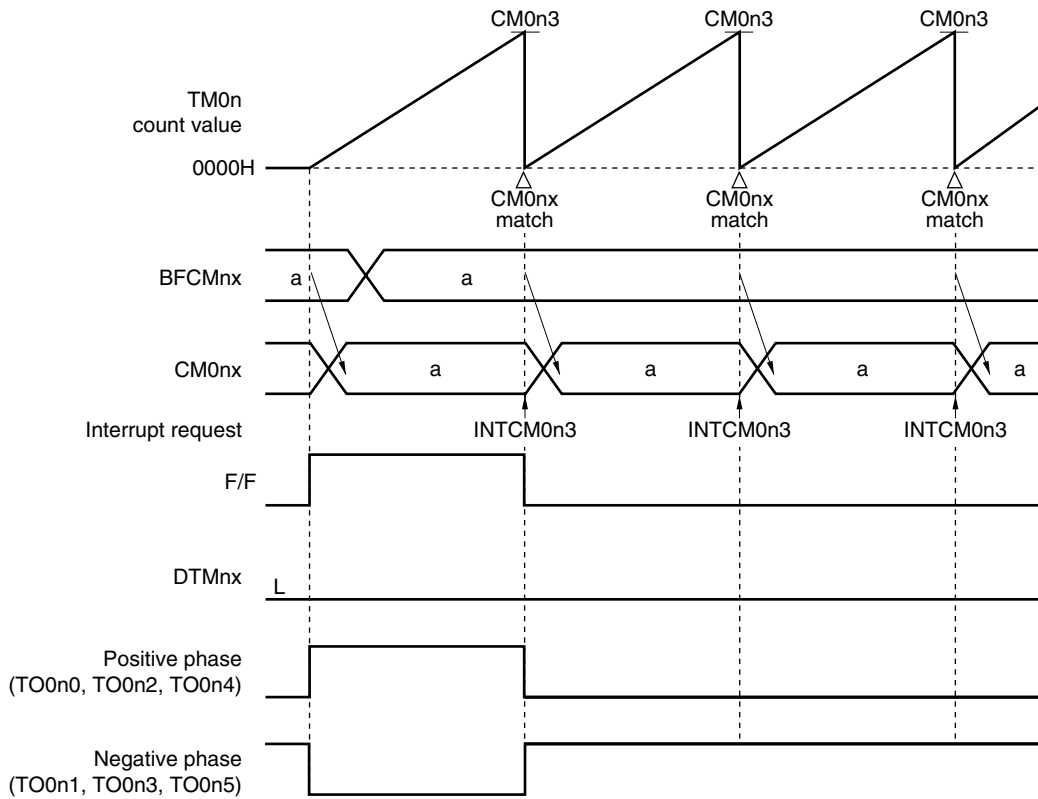 CM0n3 CM0n3 CM0n3
TM0n
count value
0000H
CM0nx
match
CM0nx
match
CM0nx
match
BFCMnx a a
CM0nx a a a a
Interrupt request INTCM0n3 INTCM0n3 INTCM0n3
F/F
DTMnx L
Positive phase
(TO0n0, TO0n2, TO0n4)
Negative phase
(TO0n1, TO0n3, TO0n5)